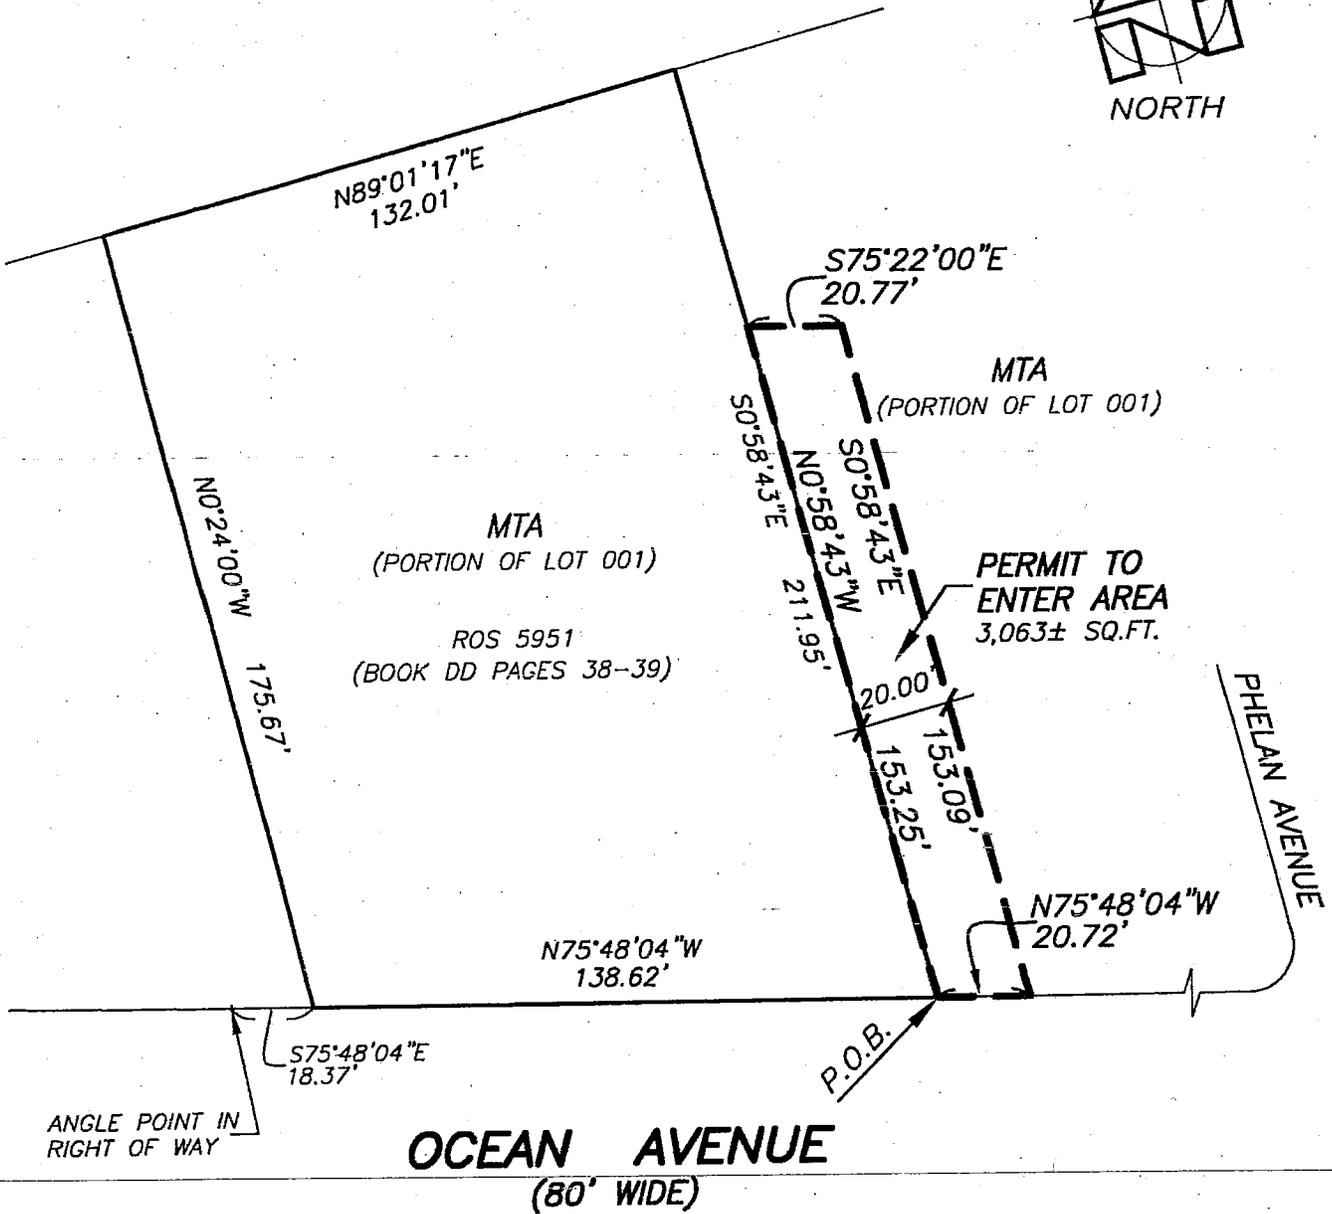 NORTH
N89°01'17"E
132.01'
S75°22'00"E
20.77'
MTA
(PORTION OF LOT 001)
S0°58'43"E 211.95'
N0°58'43"W 153.25'
S0°58'43"E 153.09'
N0°24'00"W 175.67'
MTA
(PORTION OF LOT 001)
ROS 5951
(BOOK DD PAGES 38-39)
PERMIT TO
ENTER AREA
3,063± SQ.FT.
20.00'
PHELAN AVENUE
N75°48'04"W
20.72'
N75°48'04"W
138.62'
P.O.B.
S75°48'04"E
18.37'
ANGLE POINT IN
RIGHT OF WAY
OCEAN AVENUE
(80' WIDE)